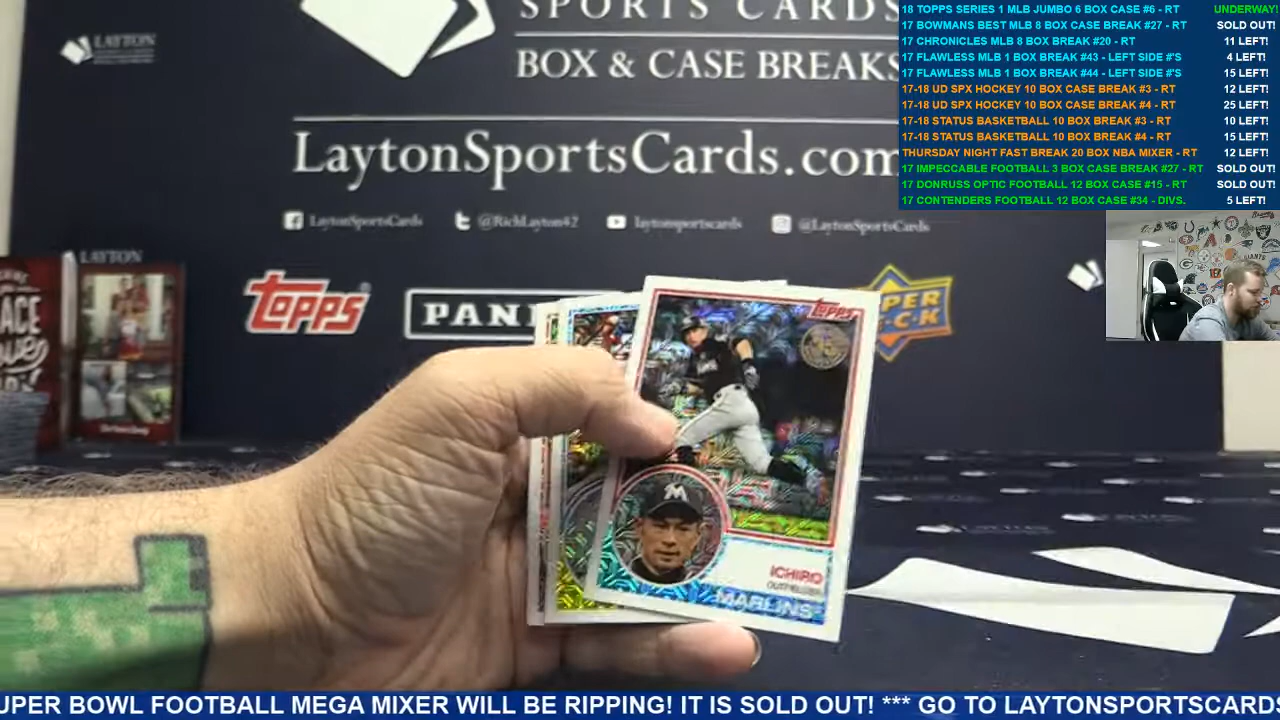 SPORTS CARDS
BOX & CASE BREAKS
LaytonSportsCards.com
LaytonSportsCards
@RichLayton42
laytonsportscards
@LaytonSportsCards
LAYTON
LAYTON
topps
PANI
PER
CK
ACE
topps
35
M
ICHIRO
OUTFIELDER
MARLINS
18 TOPPS SERIES 1 MLB JUMBO 6 BOX CASE #6 - RT UNDERWAY!
17 BOWMANS BEST MLB 8 BOX CASE BREAK #27 - RT SOLD OUT!
17 CHRONICLES MLB 8 BOX BREAK #20 - RT 11 LEFT!
17 FLAWLESS MLB 1 BOX BREAK #43 - LEFT SIDE #'S 4 LEFT!
17 FLAWLESS MLB 1 BOX BREAK #44 - LEFT SIDE #'S 15 LEFT!
17-18 UD SPX HOCKEY 10 BOX CASE BREAK #3 - RT 12 LEFT!
17-18 UD SPX HOCKEY 10 BOX CASE BREAK #4 - RT 25 LEFT!
17-18 STATUS BASKETBALL 10 BOX BREAK #3 - RT 10 LEFT!
17-18 STATUS BASKETBALL 10 BOX BREAK #4 - RT 15 LEFT!
THURSDAY NIGHT FAST BREAK 20 BOX NBA MIXER - RT 12 LEFT!
17 IMPECCABLE FOOTBALL 3 BOX CASE BREAK #27 - RT SOLD OUT!
17 DONRUSS OPTIC FOOTBALL 12 BOX CASE #15 - RT SOLD OUT!
17 CONTENDERS FOOTBALL 12 BOX CASE #34 - DIVS. 5 LEFT!
UPER BOWL FOOTBALL MEGA MIXER WILL BE RIPPING! IT IS SOLD OUT! *** GO TO LAYTONSPORTSCARDS